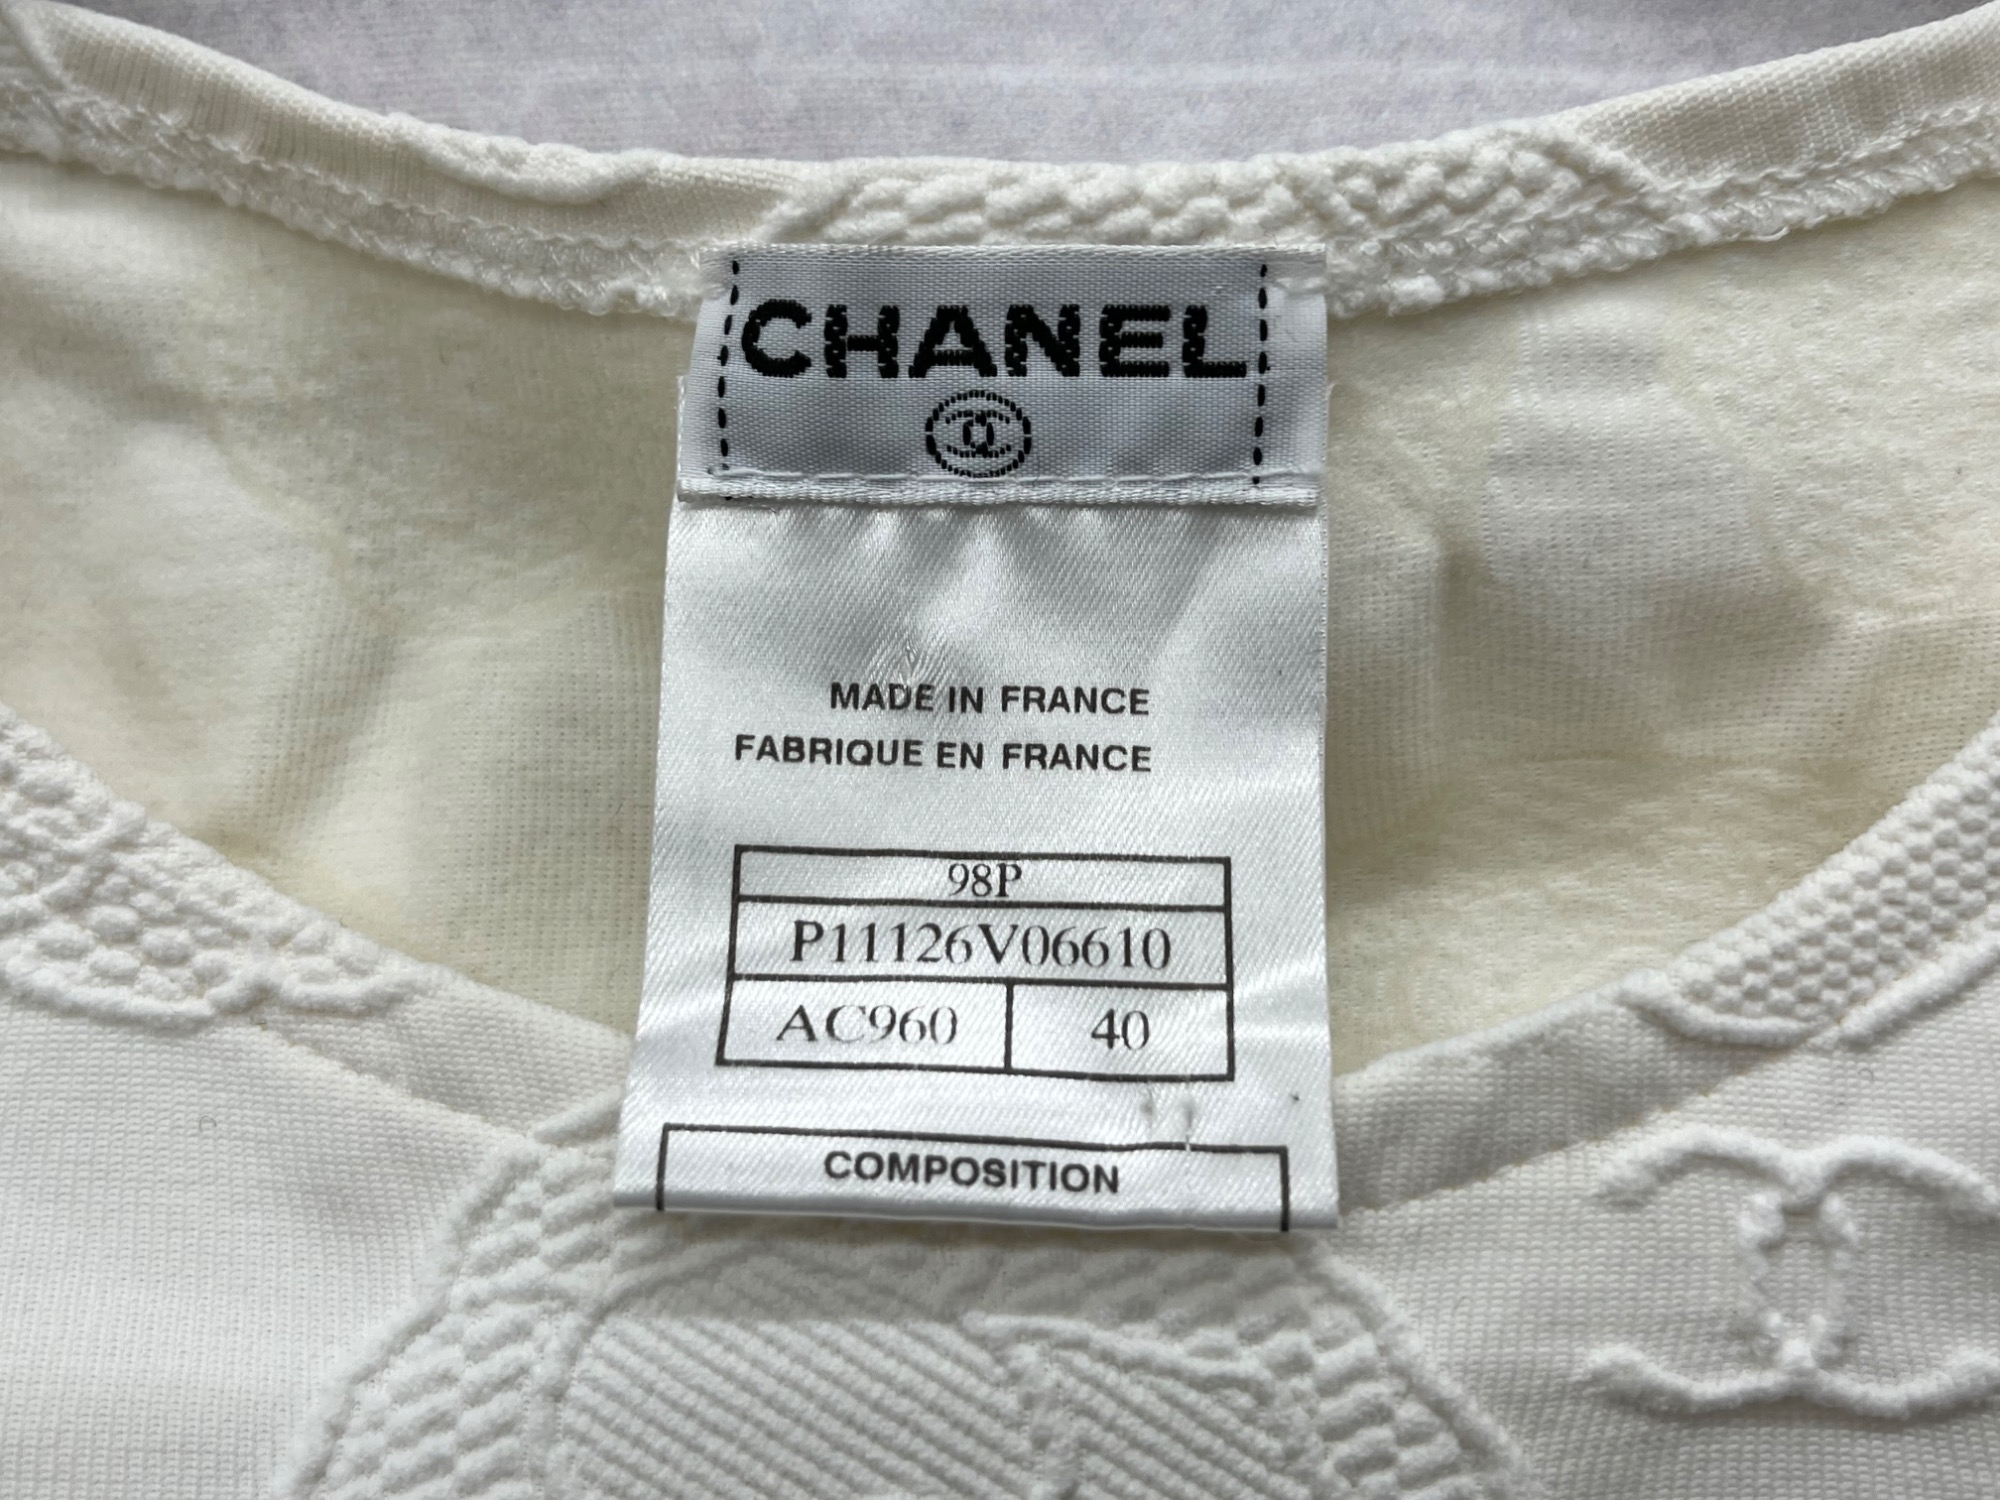 CHANEL
MADE IN FRANCE
FABRIQUE EN FRANCE
98P
P11126V06610
AC960 40
COMPOSITION